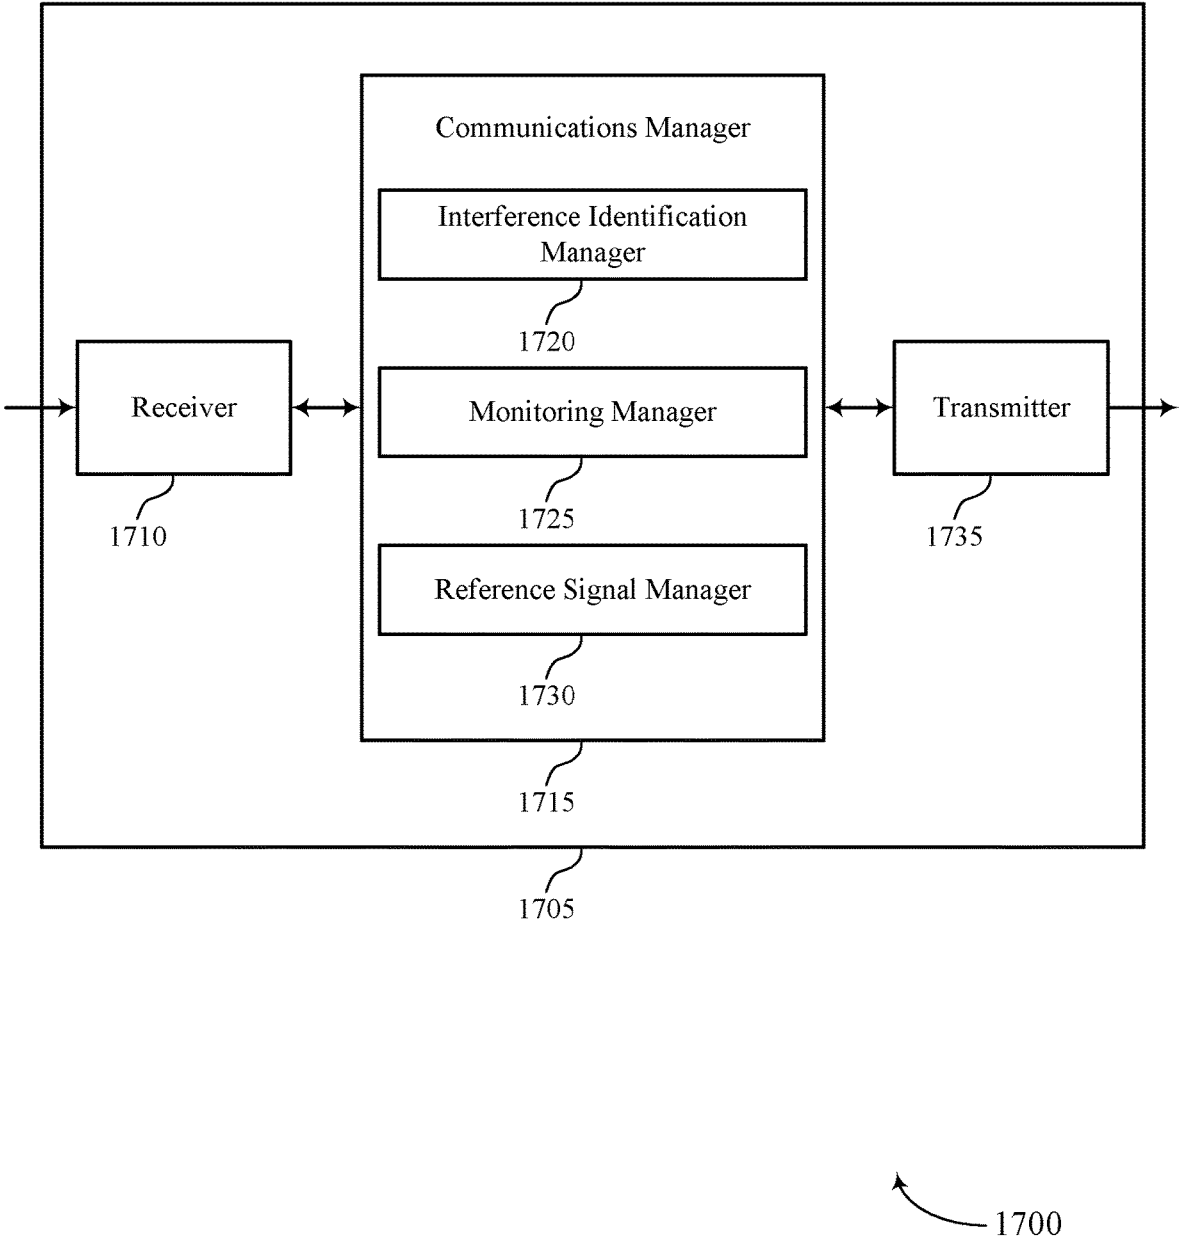 Communications Manager
Interference Identification
Manager
1720
Receiver
1710
Monitoring Manager
1725
Transmitter
1735
Reference Signal Manager
1730
1715
1705
1700